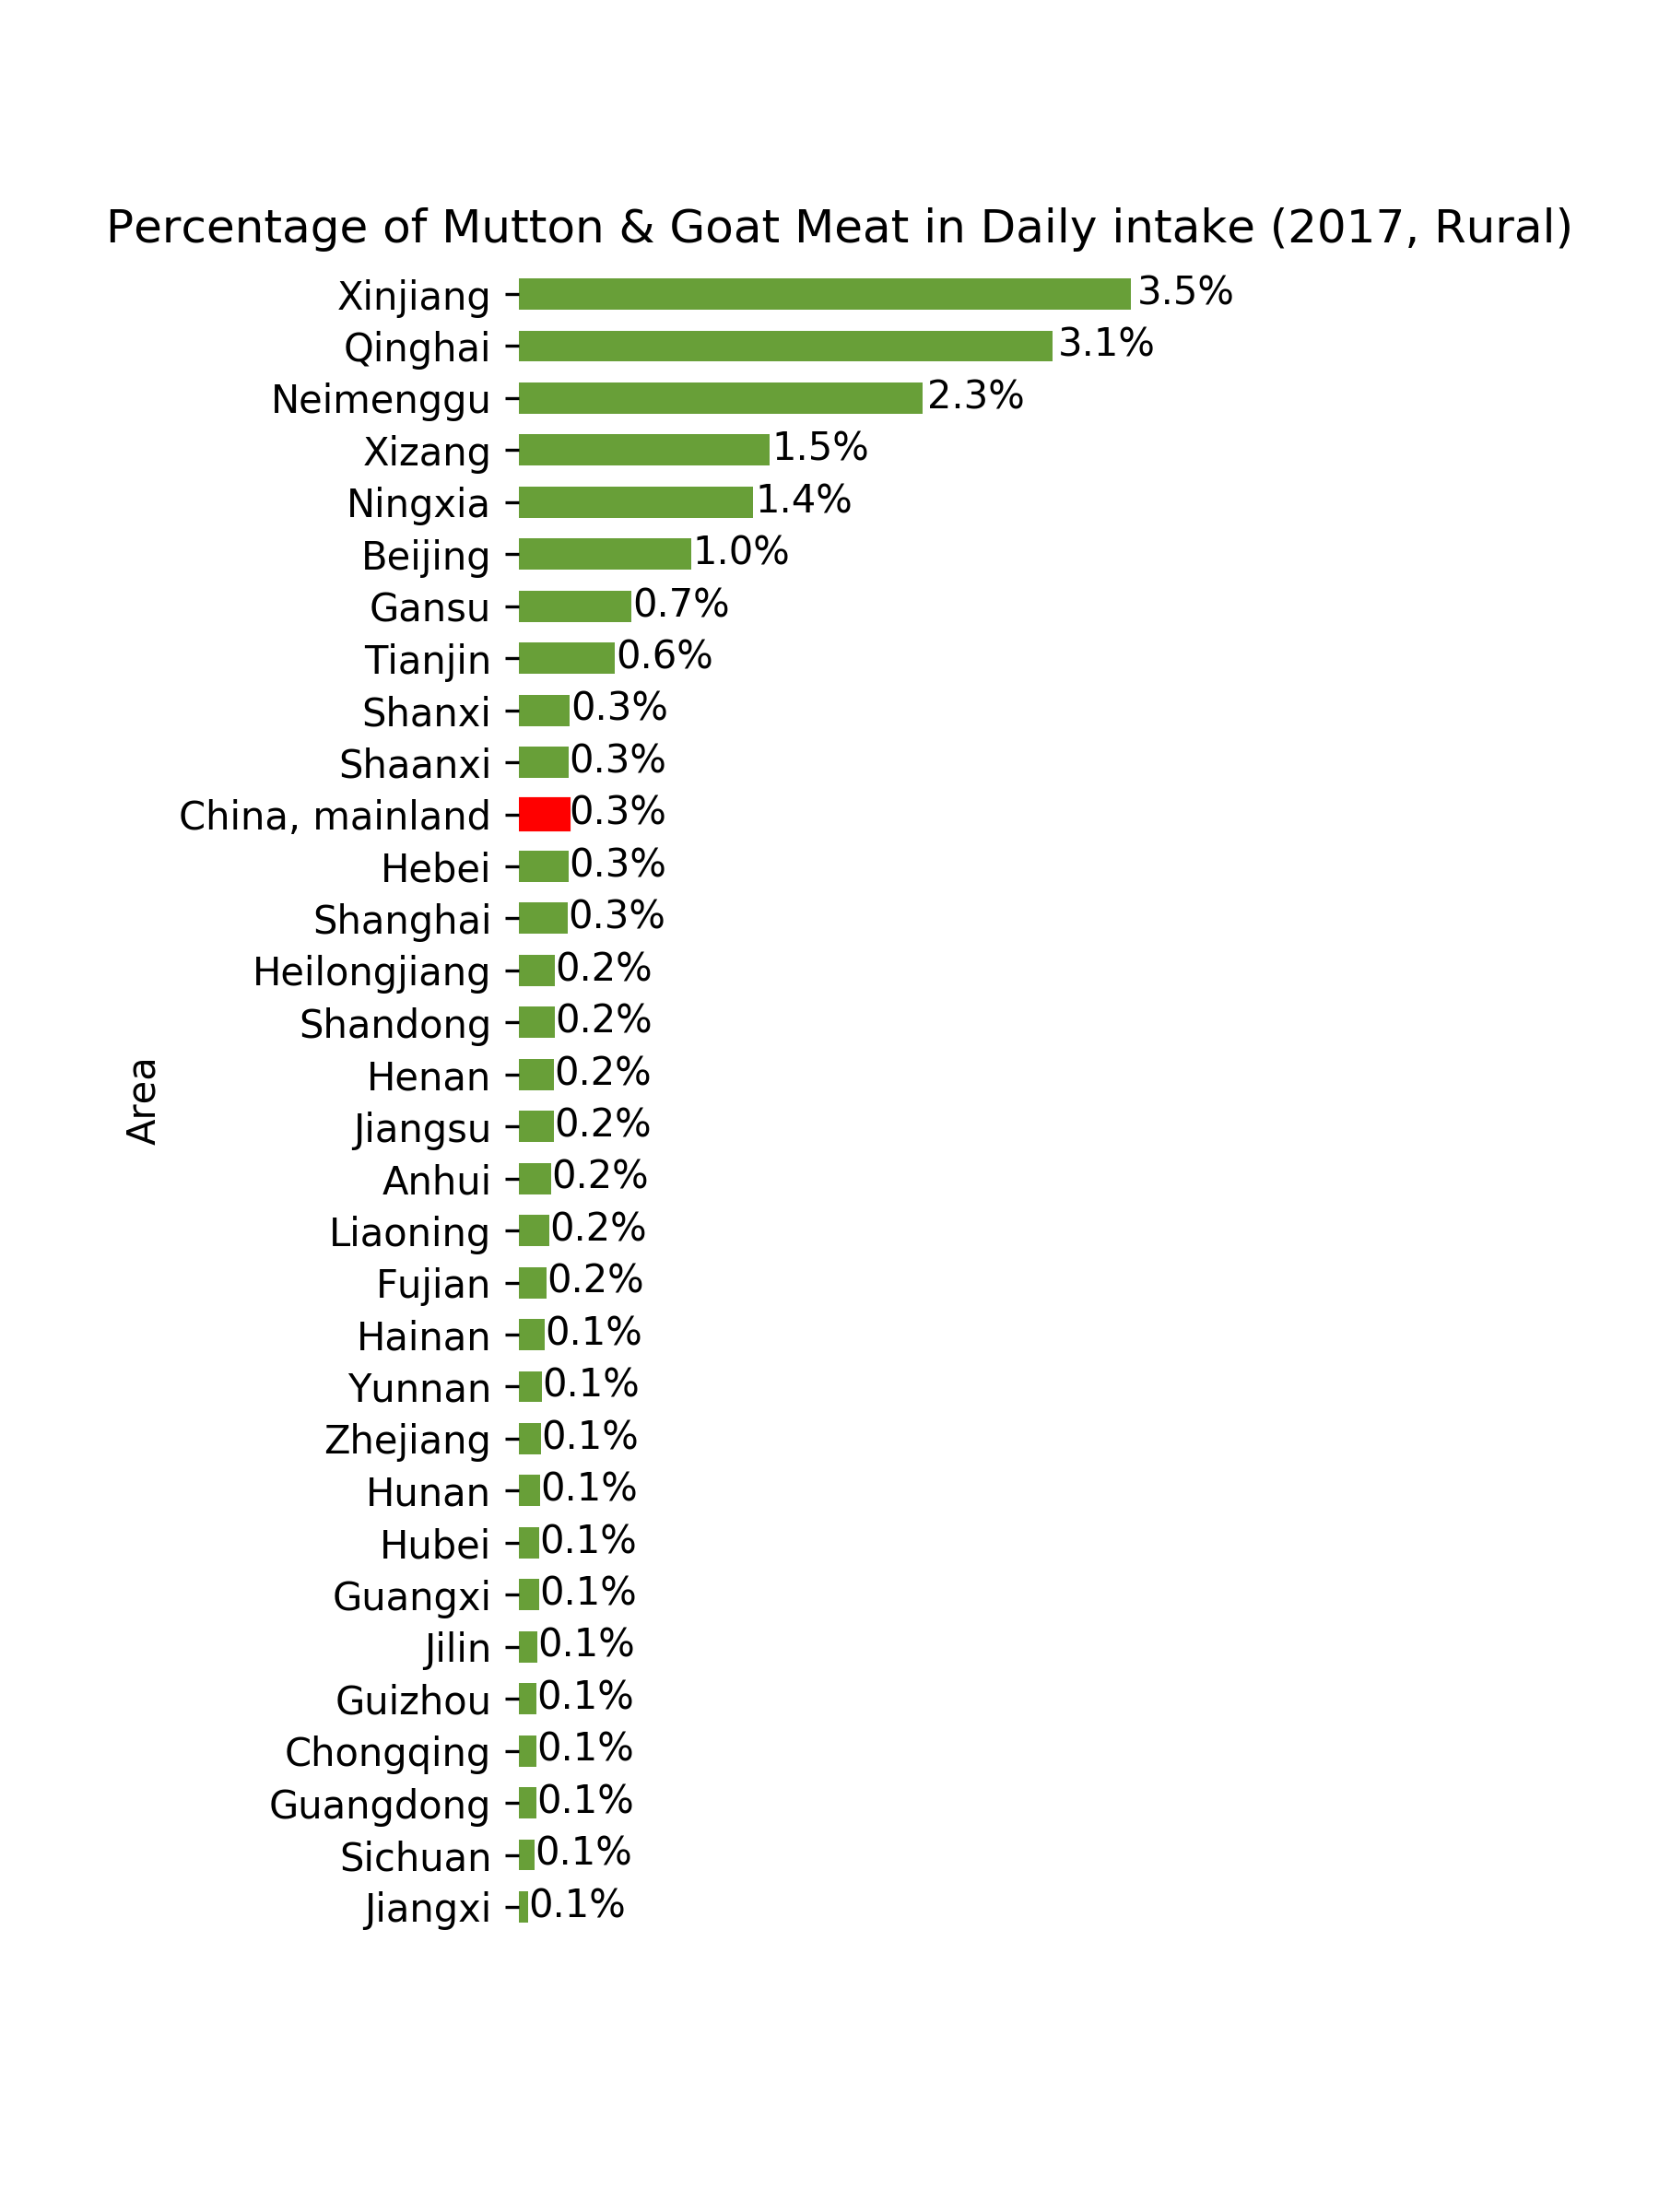 Percentage of Mutton & Goat Meat in Daily intake (2017, Rural)
Xinjiang 3.5%
Qinghai 3.1%
Neimenggu 2.3%
Xizang 1.5%
Ningxia 1.4%
Beijing 1.0%
Gansu 0.7%
Tianjin 0.6%
Shanxi 0.3%
Shaanxi 0.3%
China, mainland 0.3%
Hebei 0.3%
Shanghai 0.3%
Heilongjiang 0.2%
Shandong 0.2%
Henan 0.2%
Jiangsu 0.2%
Anhui 0.2%
Liaoning 0.2%
Fujian 0.2%
Hainan 0.1%
Yunnan 0.1%
Zhejiang 0.1%
Hunan 0.1%
Hubei 0.1%
Guangxi 0.1%
Jilin 0.1%
Guizhou 0.1%
Chongqing 0.1%
Guangdong 0.1%
Sichuan 0.1%
Jiangxi 0.1%
Area